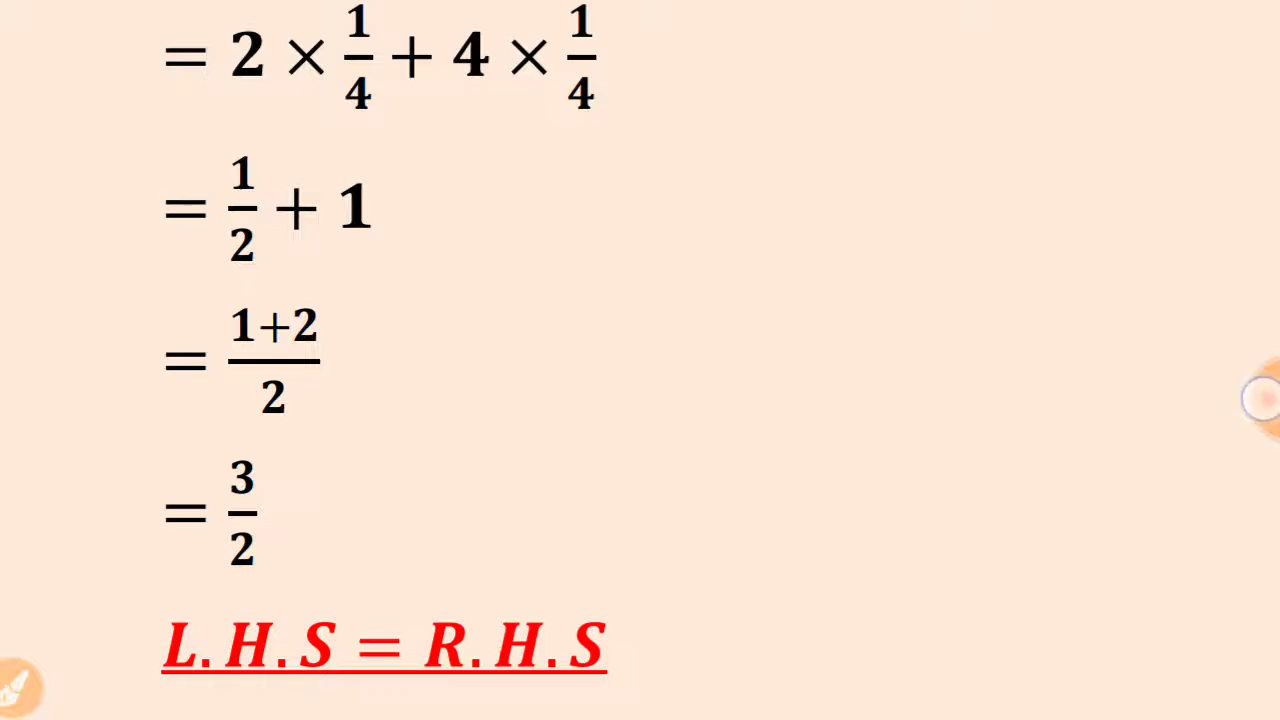 = 2 × 1/4 + 4 × 1/4
= 1/2 + 1
= 1+2/2
= 3/2
L.H.S = R.H.S